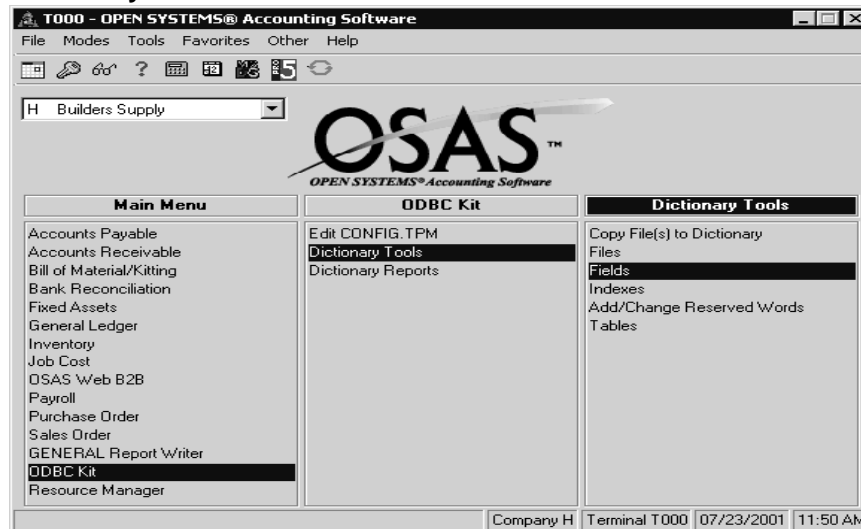 T000 - OPEN SYSTEMS® Accounting Software
File Modes Tools Favorites Other Help
H Builders Supply
OSAS™
OPEN SYSTEMS® Accounting Software
Main Menu
Accounts Payable
Accounts Receivable
Bill of Material/Kitting
Bank Reconciliation
Fixed Assets
General Ledger
Inventory
Job Cost
OSAS Web B2B
Payroll
Purchase Order
Sales Order
GENERAL Report Writer
ODBC Kit
Resource Manager
ODBC Kit
Edit CONFIG.TPM
Dictionary Tools
Dictionary Reports
Dictionary Tools
Copy File(s) to Dictionary
Files
Fields
Indexes
Add/Change Reserved Words
Tables
Company H Terminal T000 07/23/2001 11:50 AM